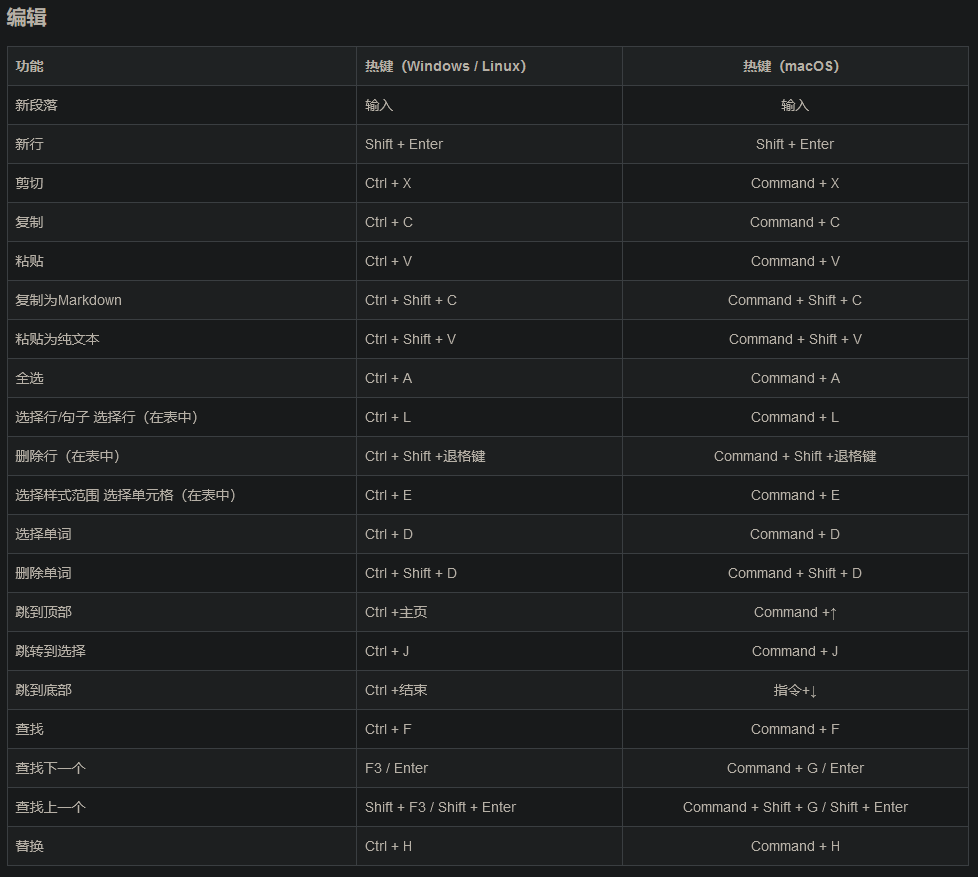 编辑
功能 热键（Windows / Linux） 热键（macOS）
新段落 输入 输入
新行 Shift + Enter Shift + Enter
剪切 Ctrl + X Command + X
复制 Ctrl + C Command + C
粘贴 Ctrl + V Command + V
复制为Markdown Ctrl + Shift + C Command + Shift + C
粘贴为纯文本 Ctrl + Shift + V Command + Shift + V
全选 Ctrl + A Command + A
选择行/句子 选择行（在表中） Ctrl + L Command + L
删除行（在表中） Ctrl + Shift +退格键 Command + Shift +退格键
选择样式范围 选择单元格（在表中） Ctrl + E Command + E
选择单词 Ctrl + D Command + D
删除单词 Ctrl + Shift + D Command + Shift + D
跳到顶部 Ctrl +主页 Command +↑
跳转到选择 Ctrl + J Command + J
跳到底部 Ctrl +结束 指令+↓
查找 Ctrl + F Command + F
查找下一个 F3 / Enter Command + G / Enter
查找上一个 Shift + F3 / Shift + Enter Command + Shift + G / Shift + Enter
替换 Ctrl + H Command + H